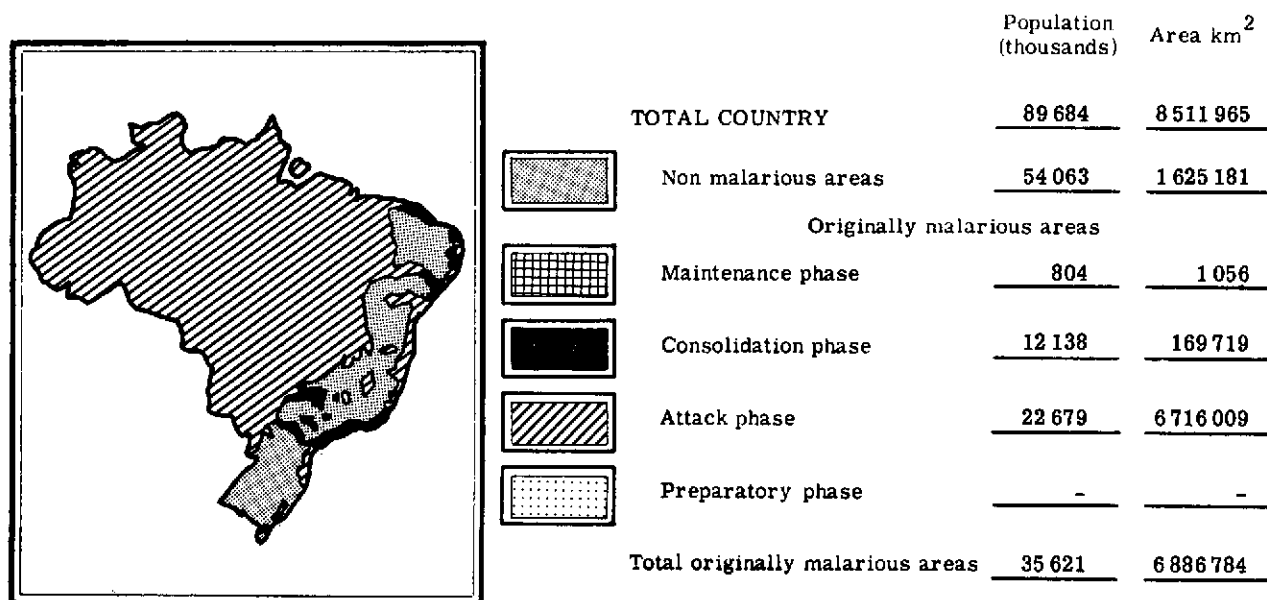 Population
(thousands) Area km²
TOTAL COUNTRY 89 684 8 511 965
Non malarious areas 54 063 1 625 181
Originally malarious areas
Maintenance phase 804 1 056
Consolidation phase 12 138 169 719
Attack phase 22 679 6 716 009
Preparatory phase - -
Total originally malarious areas 35 621 6 886 784